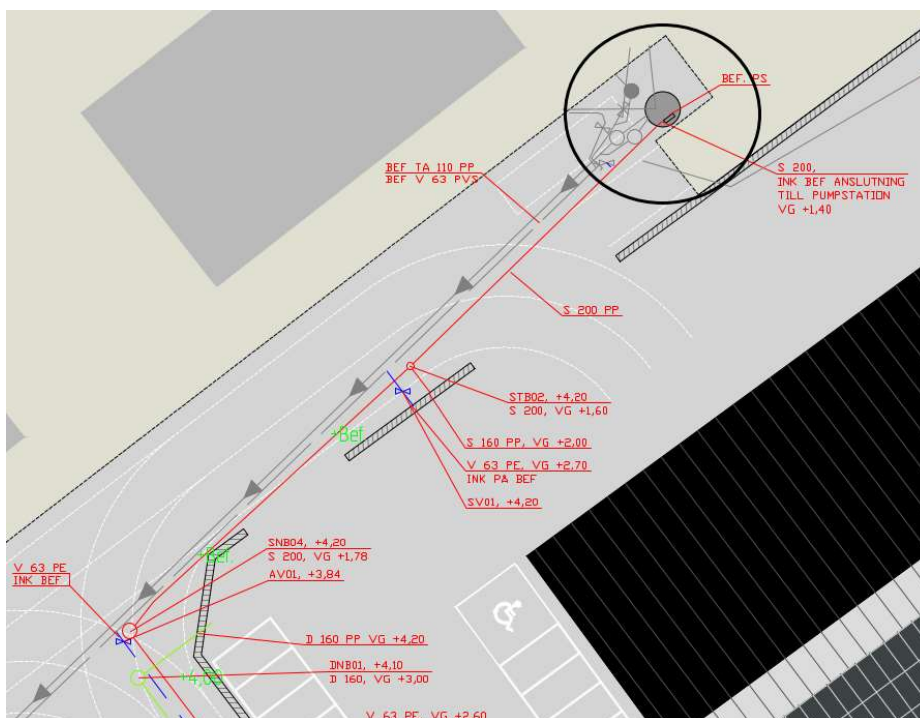 BEF. PS
BEF TA 110 PP
BEF V 63 PVS
S 200,
INK BEF ANSLUTNING
TILL PUMPSTATION
VG +1,40
S 200 PP
STB02, +4,20
S 200, VG +1,60
+Bef.
S 160 PP, VG +2,00
V 63 PE, VG +2,70
INK PA BEF
SV01, +4,20
SNB04, +4,20
S 200, VG +1,78
+Bef.
V 63 PE
INK BEF
AV01, +3,84
D 160 PP VG +4,20
DNB01, +4,10
D 160, VG +3,00
+4,00
V 63 PE, VG +2,60